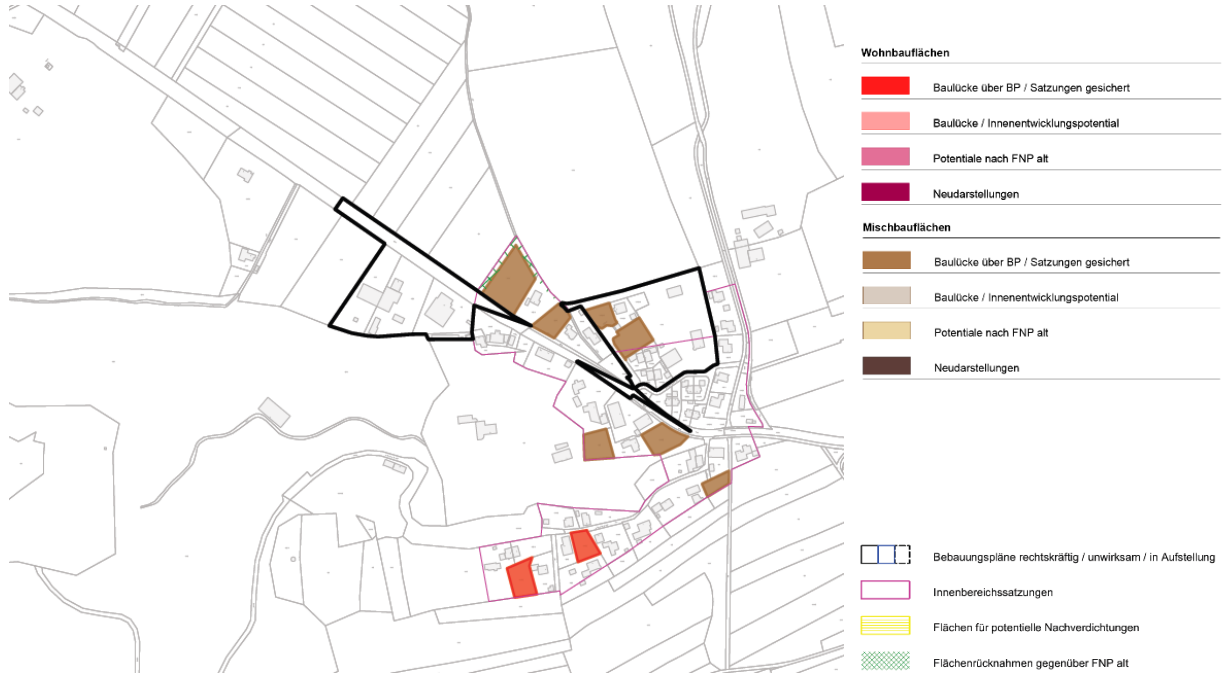 Wohnbauflächen
Baulücke über BP / Satzungen gesichert
Baulücke / Innenentwicklungspotential
Potentiale nach FNP alt
Neudarstellungen
Mischbauflächen
Baulücke über BP / Satzungen gesichert
Baulücke / Innenentwicklungspotential
Potentiale nach FNP alt
Neudarstellungen
Bebauungspläne rechtskräftig / unwirksam / in Aufstellung
Innenbereichssatzungen
Flächen für potentielle Nachverdichtungen
Flächenrücknahmen gegenüber FNP alt